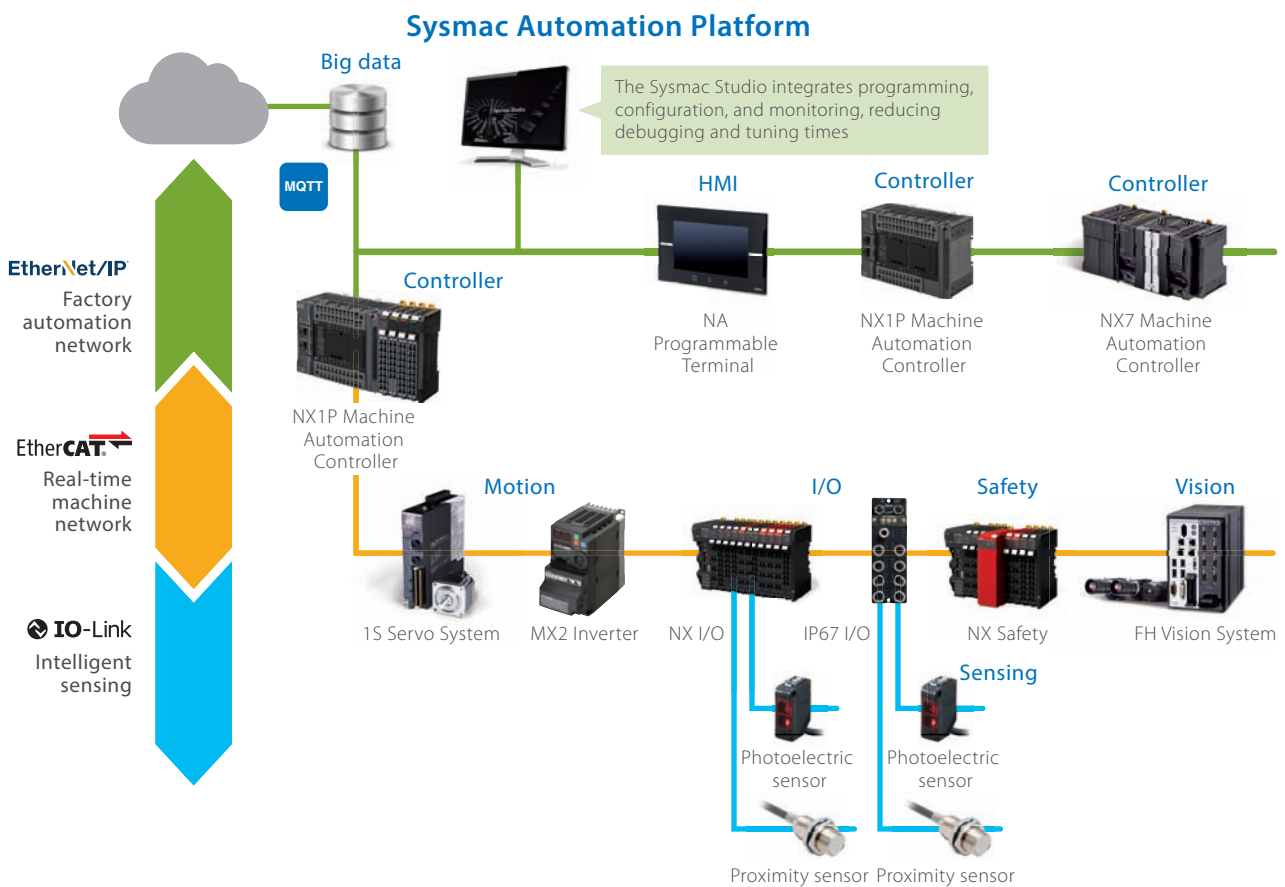 Sysmac Automation Platform
Big data
The Sysmac Studio integrates programming,
configuration, and monitoring, reducing
debugging and tuning times
Sysmac Studio
MQTT
HMI
Controller
Controller
EtherNet/IP
Factory
automation
network
Controller
NA
Programmable
Terminal
NX1P Machine
Automation
Controller
NX7 Machine
Automation
Controller
NX1P Machine
Automation
Controller
EtherCAT®
Real-time
machine
network
Motion
I/O
Safety
Vision
1S Servo System
MX2 Inverter
NX I/O
IP67 I/O
NX Safety
FH Vision System
IO-Link
Intelligent
sensing
Sensing
Photoelectric
sensor
Photoelectric
sensor
Proximity sensor
Proximity sensor